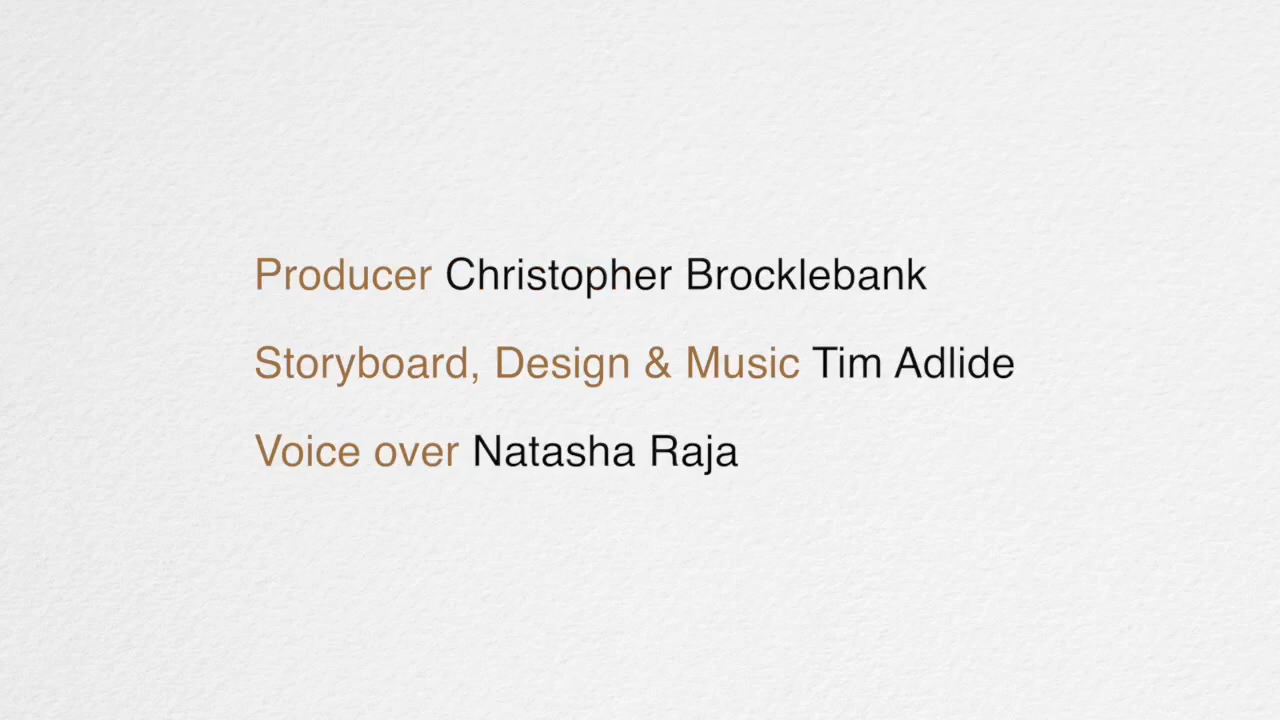 Producer Christopher Brocklebank
Storyboard, Design & Music Tim Adlide
Voice over Natasha Raja